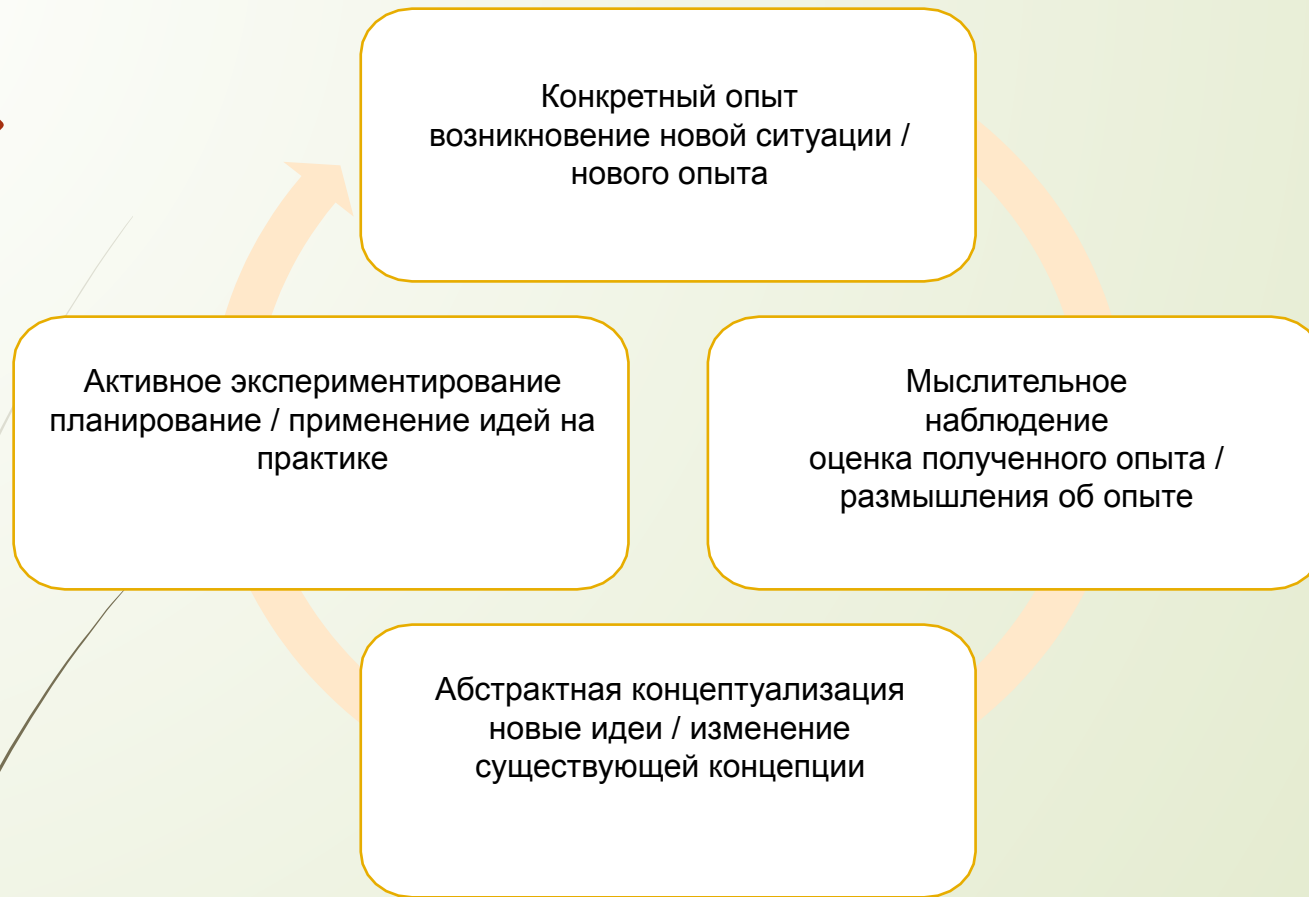 Конкретный опыт
возникновение новой ситуации /
нового опыта
Активное экспериментирование
планирование / применение идей на
практике
Мыслительное
наблюдение
оценка полученного опыта /
размышления об опыте
Абстрактная концептуализация
новые идеи / изменение
существующей концепции